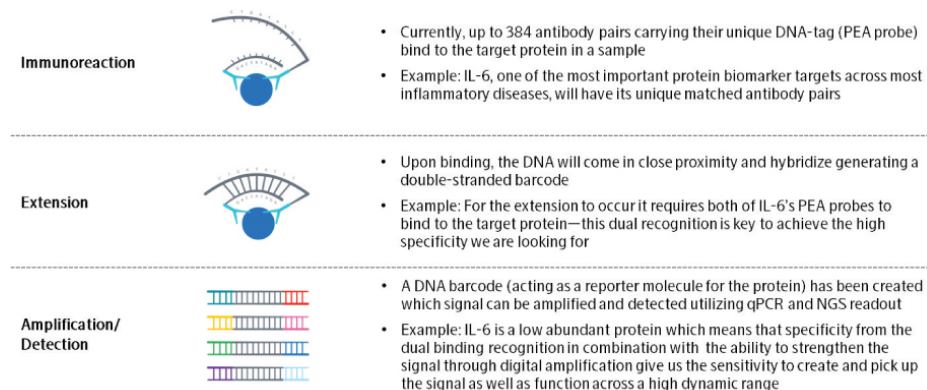 Immunoreaction
• Currently, up to 384 antibody pairs carrying their unique DNA-tag (PEA probe)
bind to the target protein in a sample
• Example: IL-6, one of the most important protein biomarker targets across most
inflammatory diseases, will have its unique matched antibody pairs
Extension
• Upon binding, the DNA will come in close proximity and hybridize generating a
double-stranded barcode
• Example: For the extension to occur it requires both of IL-6’s PEA probes to
bind to the target protein—this dual recognition is key to achieve the high
specificity we are looking for
Amplification/
Detection
• A DNA barcode (acting as a reporter molecule for the protein) has been created
which signal can be amplified and detected utilizing qPCR and NGS readout
• Example: IL-6 is a low abundant protein which means that specificity from the
dual binding recognition in combination with the ability to strengthen the
signal through digital amplification give us the sensitivity to create and pick up
the signal as well as function across a high dynamic range